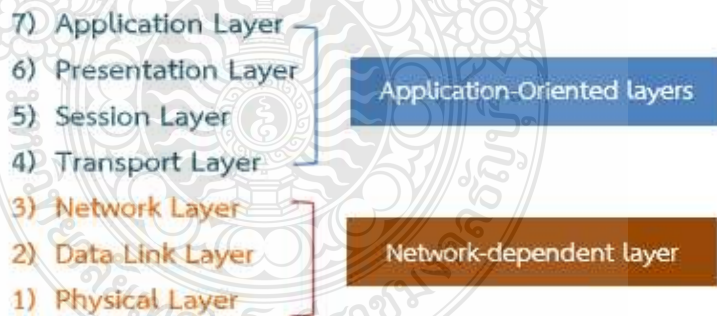 7) Application Layer
6) Presentation Layer
5) Session Layer
4) Transport Layer
Application-Oriented layers
3) Network Layer
2) Data Link Layer
1) Physical Layer
Network-dependent layer